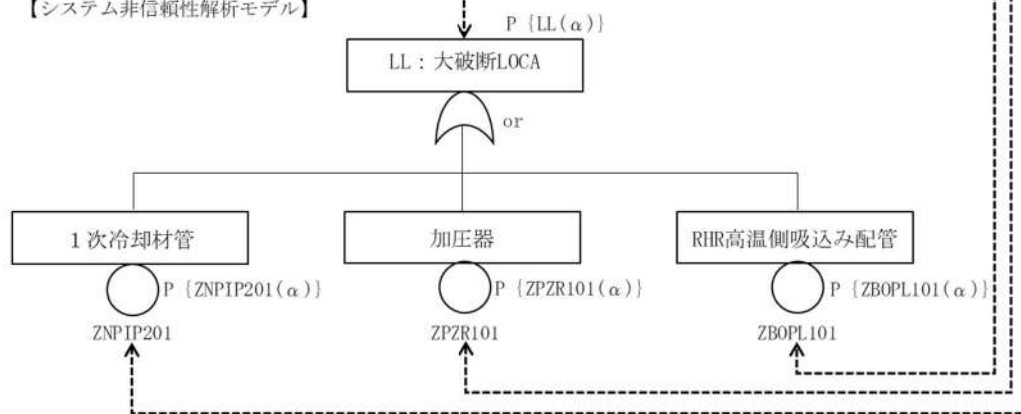 【システム非信頼性解析モデル】
P {LL(α)}
LL：大破断LOCA
or
1次冷却材管
加圧器
RHR高温側吸込み配管
P {ZNPIP201(α)}
P {ZPZR101(α)}
P {ZBOPL101(α)}
ZNPIP201
ZPZR101
ZBOPL101